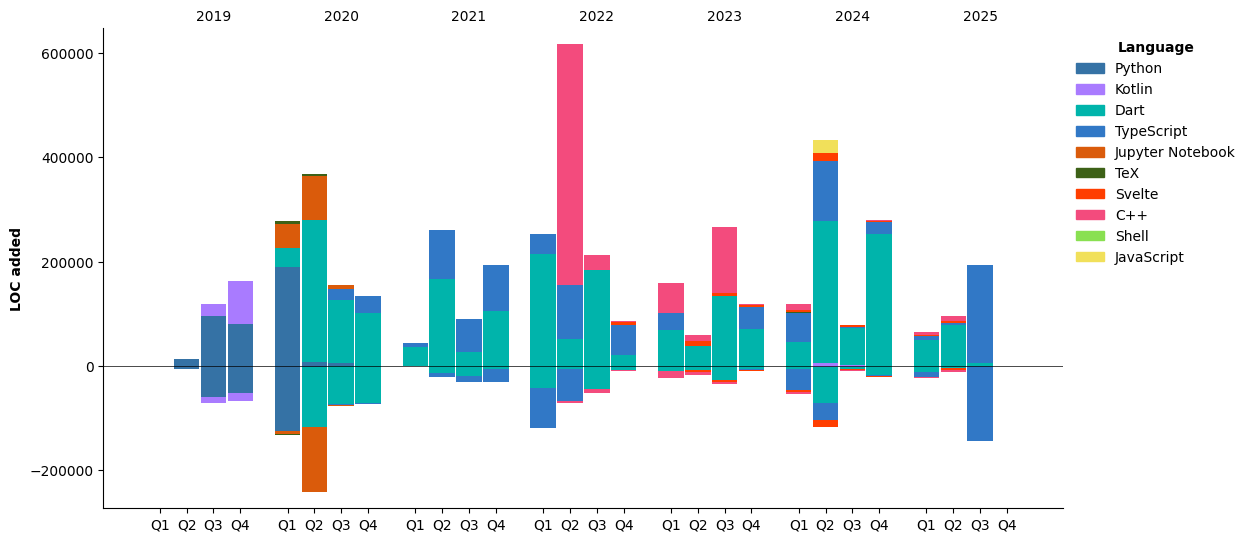 2019 2020 2021 2022 2023 2024 2025
LOC added
600000
400000
200000
0
−200000
Q1 Q2 Q3 Q4 Q1 Q2 Q3 Q4 Q1 Q2 Q3 Q4 Q1 Q2 Q3 Q4 Q1 Q2 Q3 Q4 Q1 Q2 Q3 Q4 Q1 Q2 Q3 Q4
Language
Python
Kotlin
Dart
TypeScript
Jupyter Notebook
TeX
Svelte
C++
Shell
JavaScript